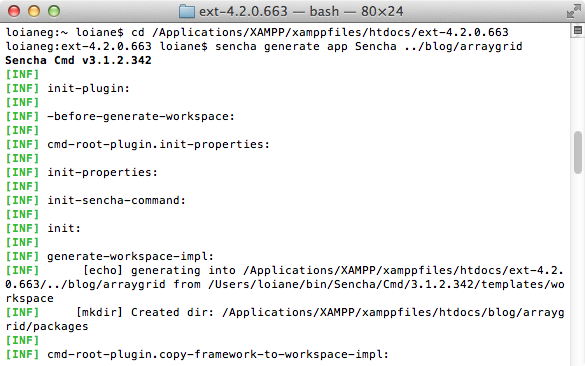 ext-4.2.0.663 — bash — 80×24
loianeg:~ loiane$ cd /Applications/XAMPP/xamppfiles/htdocs/ext-4.2.0.663
loianeg:ext-4.2.0.663 loiane$ sencha generate app Sencha ../blog/arraygrid
Sencha Cmd v3.1.2.342
[INF]
[INF] init-plugin:
[INF]
[INF] -before-generate-workspace:
[INF]
[INF] cmd-root-plugin.init-properties:
[INF]
[INF] init-properties:
[INF]
[INF] init-sencha-command:
[INF]
[INF] init:
[INF]
[INF] generate-workspace-impl:
[INF]      [echo] generating into /Applications/XAMPP/xamppfiles/htdocs/ext-4.2.
0.663/../blog/arraygrid from /Users/loiane/bin/Sencha/Cmd/3.1.2.342/templates/wo
rkspace
[INF]     [mkdir] Created dir: /Applications/XAMPP/xamppfiles/htdocs/blog/arrayg
rid/packages
[INF]
[INF] cmd-root-plugin.copy-framework-to-workspace-impl: